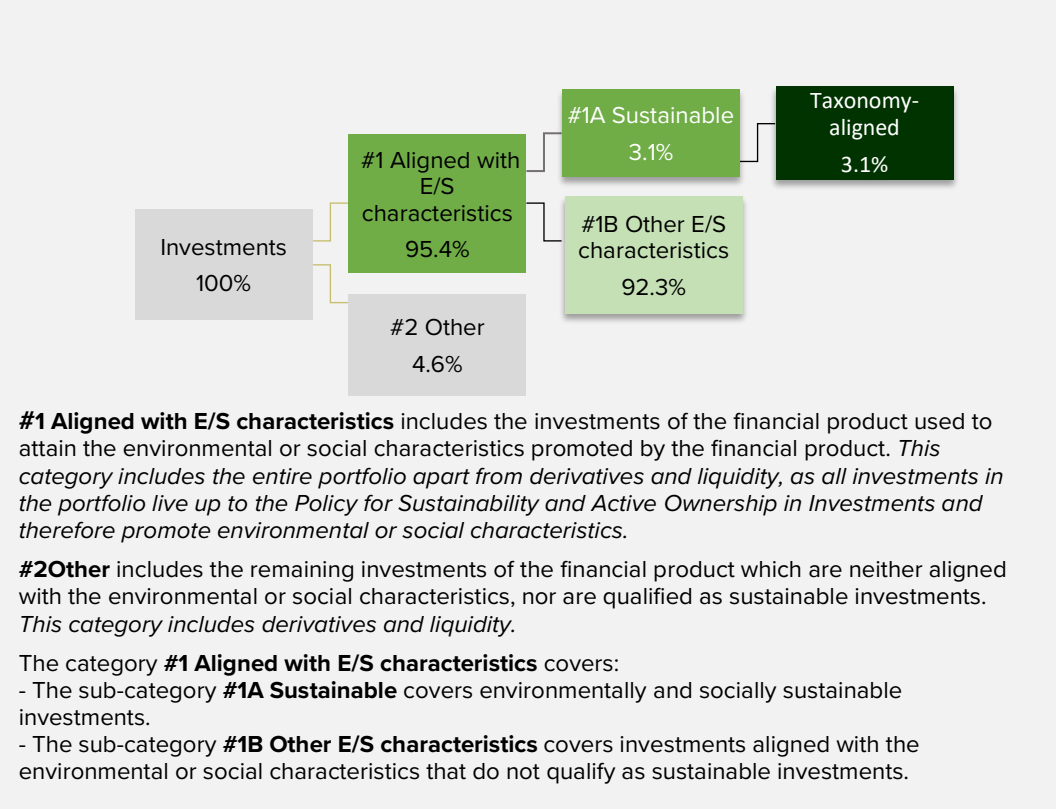 Investments
100%
#1 Aligned with
E/S
characteristics
95.4%
#2 Other
4.6%
#1A Sustainable
3.1%
#1B Other E/S
characteristics
92.3%
Taxonomy-
aligned
3.1%
#1 Aligned with E/S characteristics includes the investments of the financial product used to
attain the environmental or social characteristics promoted by the financial product. This
category includes the entire portfolio apart from derivatives and liquidity, as all investments in
the portfolio live up to the Policy for Sustainability and Active Ownership in Investments and
therefore promote environmental or social characteristics.
#2Other includes the remaining investments of the financial product which are neither aligned
with the environmental or social characteristics, nor are qualified as sustainable investments.
This category includes derivatives and liquidity.
The category #1 Aligned with E/S characteristics covers:
- The sub-category #1A Sustainable covers environmentally and socially sustainable
investments.
- The sub-category #1B Other E/S characteristics covers investments aligned with the
environmental or social characteristics that do not qualify as sustainable investments.